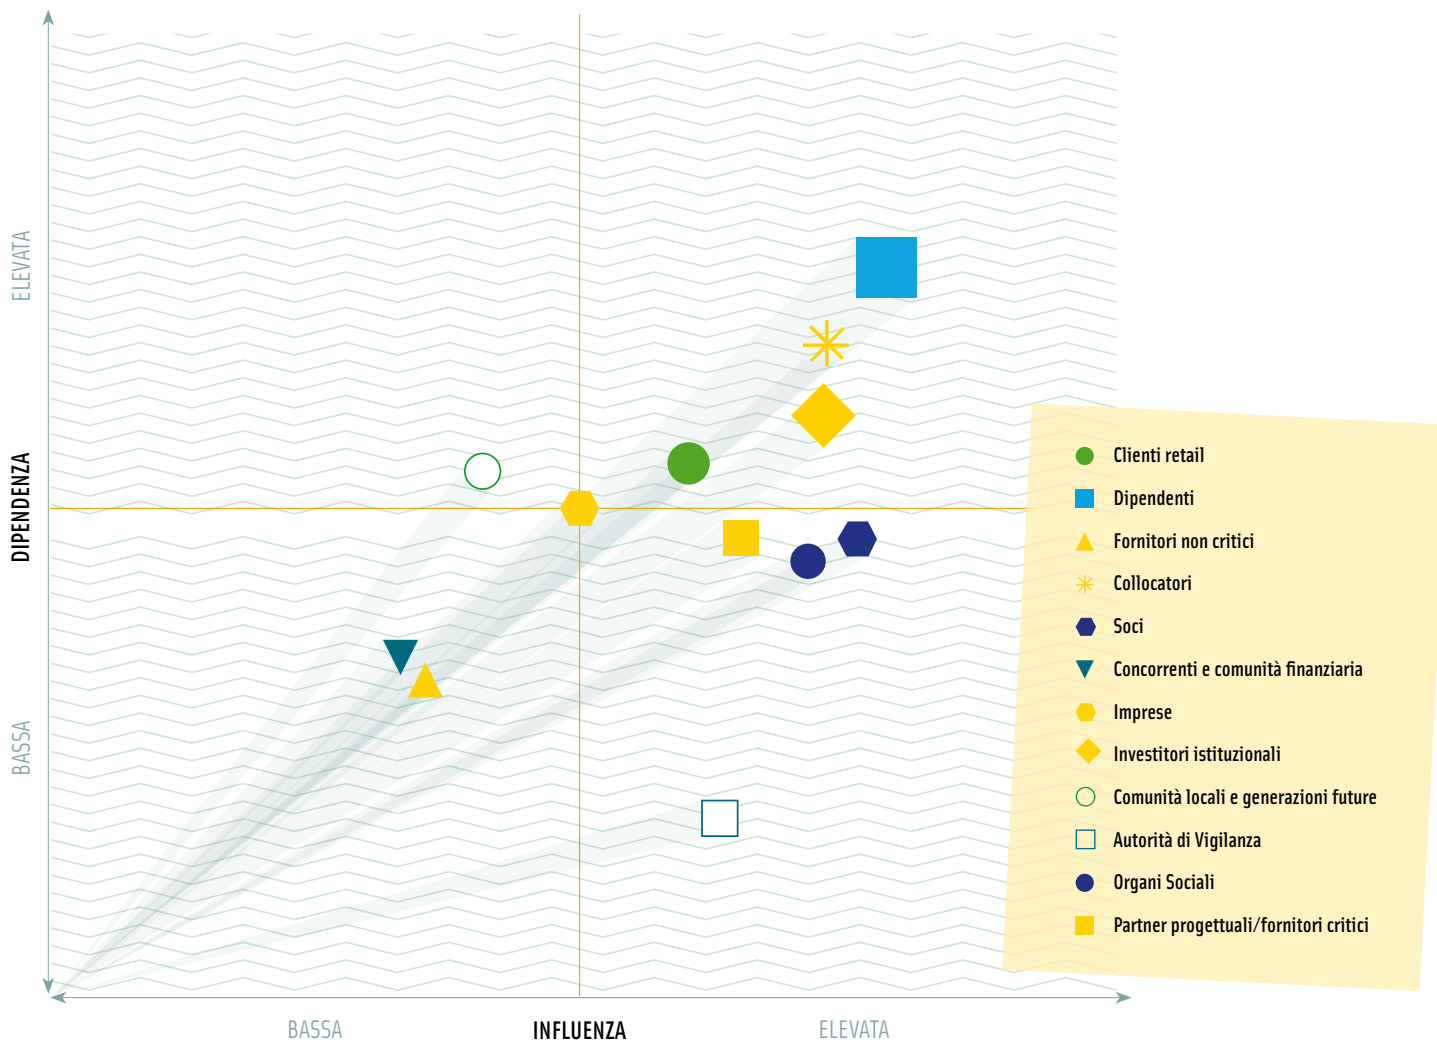 ELEVATA
DIPENDENZA
BASSA
BASSA
INFLUENZA
ELEVATA
Clienti retail
Dipendenti
Fornitori non critici
Collocatori
Soci
Concorrenti e comunità finanziaria
Imprese
Investitori istituzionali
Comunità locali e generazioni future
Autorità di Vigilanza
Organi Sociali
Partner progettuali/fornitori critici